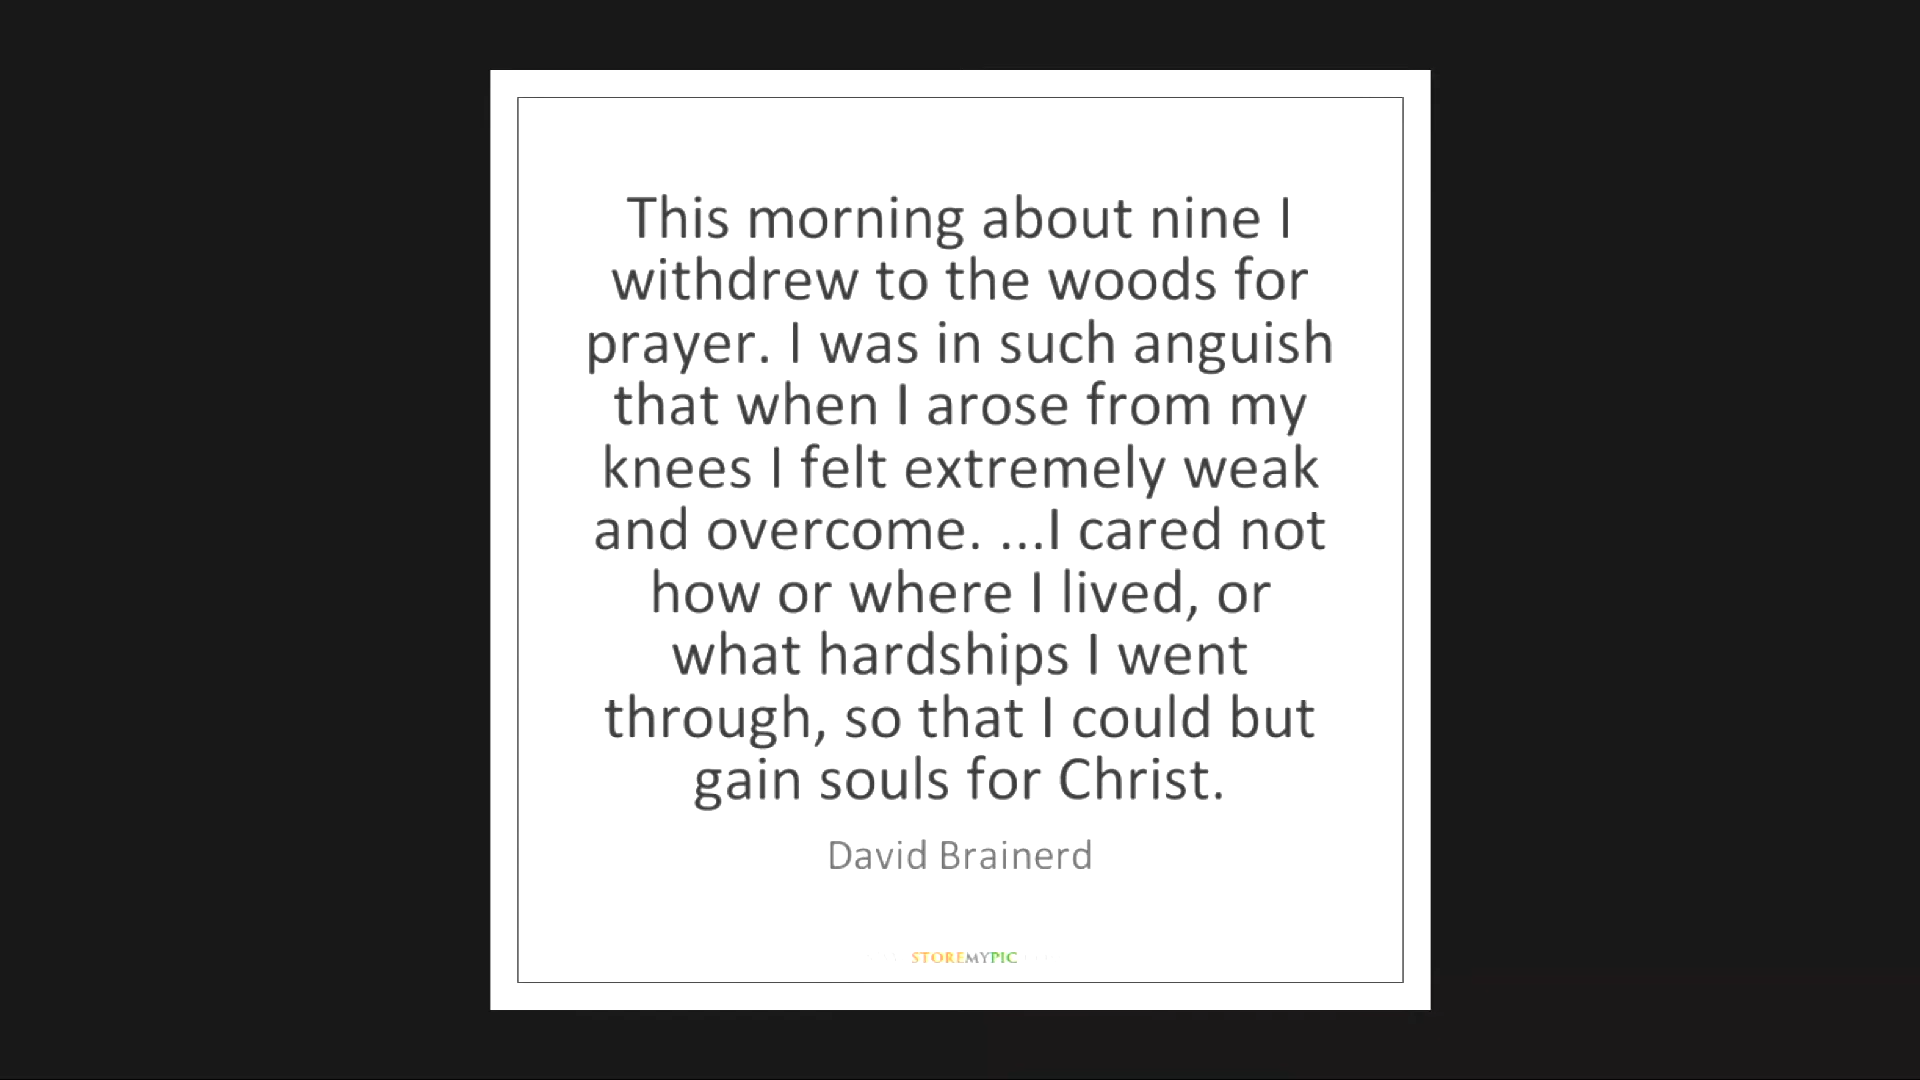 This morning about nine I
withdrew to the woods for
prayer. I was in such anguish
that when I arose from my
knees I felt extremely weak
and overcome. ...I cared not
how or where I lived, or
what hardships I went
through, so that I could but
gain souls for Christ.
David Brainerd
STOREMYPIC